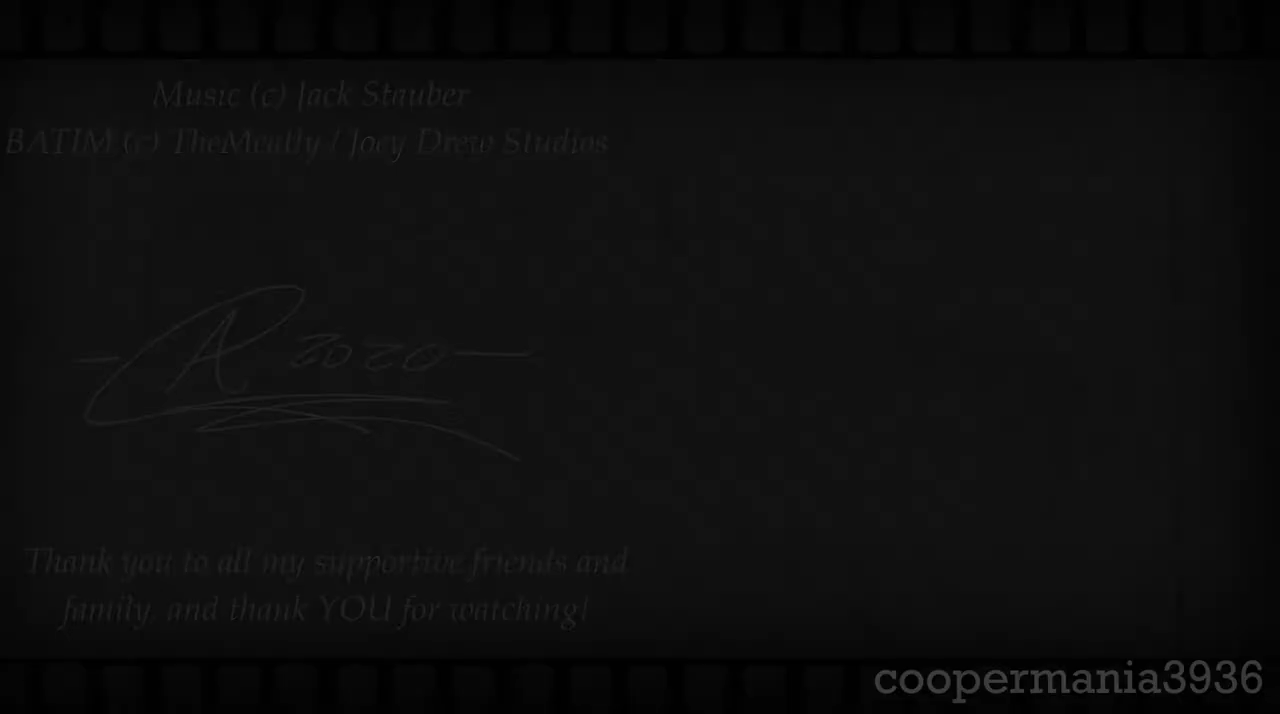 Music (c) Jack Stauber
BATIM (c) TheMeatly / Joey Drew Studios
2020
Thank you to all my supportive friends and
family, and thank YOU for watching!
coopermania3936